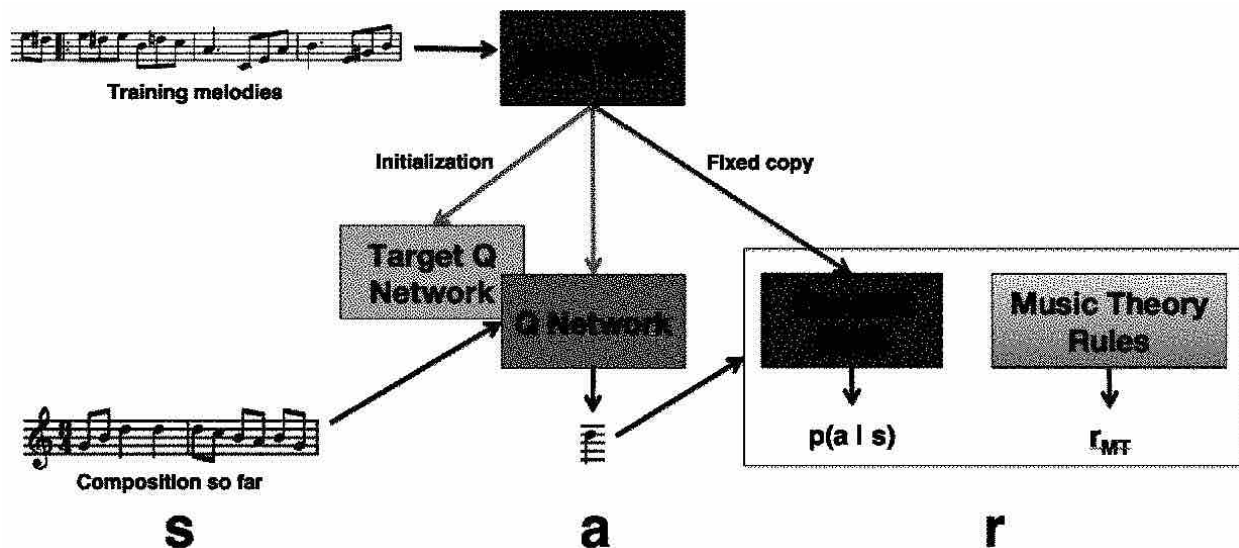 Training melodies
Initialization
Fixed copy
Target Q
Network
Q Network
Music Theory
Rules
p(a | s)
r_MT
Composition so far
s
a
r